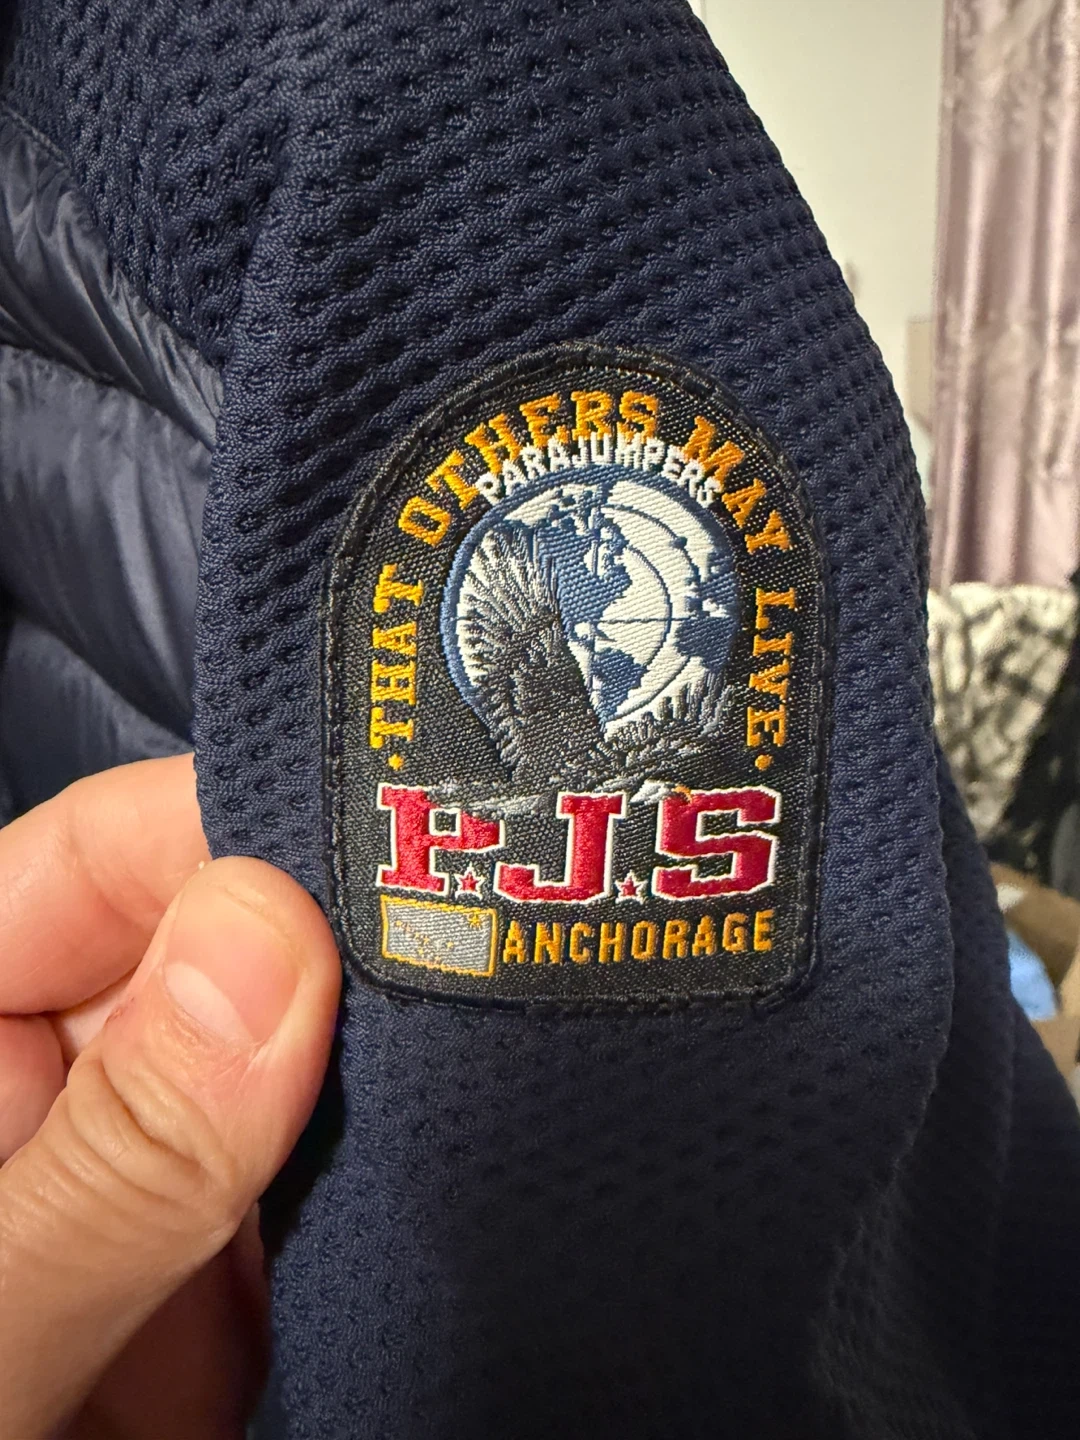 • THAT OTHERS MAY LIVE •
PARAJUMPERS
P.J.S
ANCHORAGE